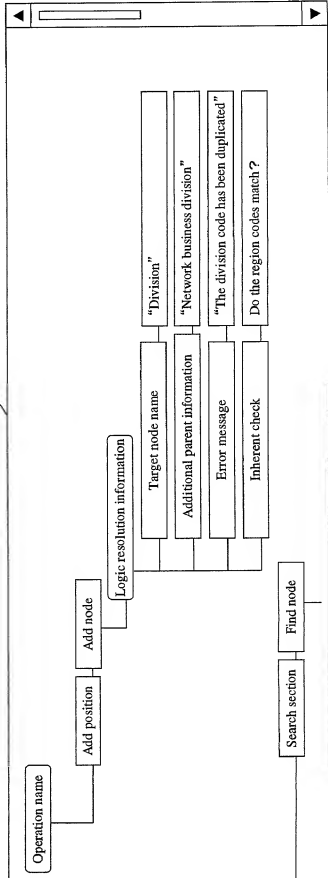 Operation name
Add position
Add node
Logic resolution information
Target node name
“Division”
Additional parent information
“Network business division”
Error message
“The division code has been duplicated”
Inherent check
Do the region codes match?
Search section
Find node